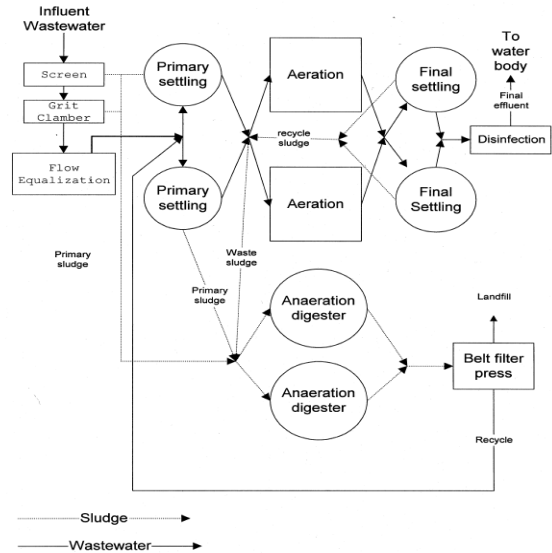 Influent
Wastewater
Screen
Grit
Clamber
Flow
Equalization
Primary
settling
Primary
settling
Aeration
Aeration
recycle
sludge
Final
settling
Final
Settling
To
water
body
Final
effluent
Disinfection
Primary
sludge
Primary
sludge
Waste
sludge
Anaeration
digester
Anaeration
digester
Landfill
Belt filter
press
Recycle
Sludge
Wastewater